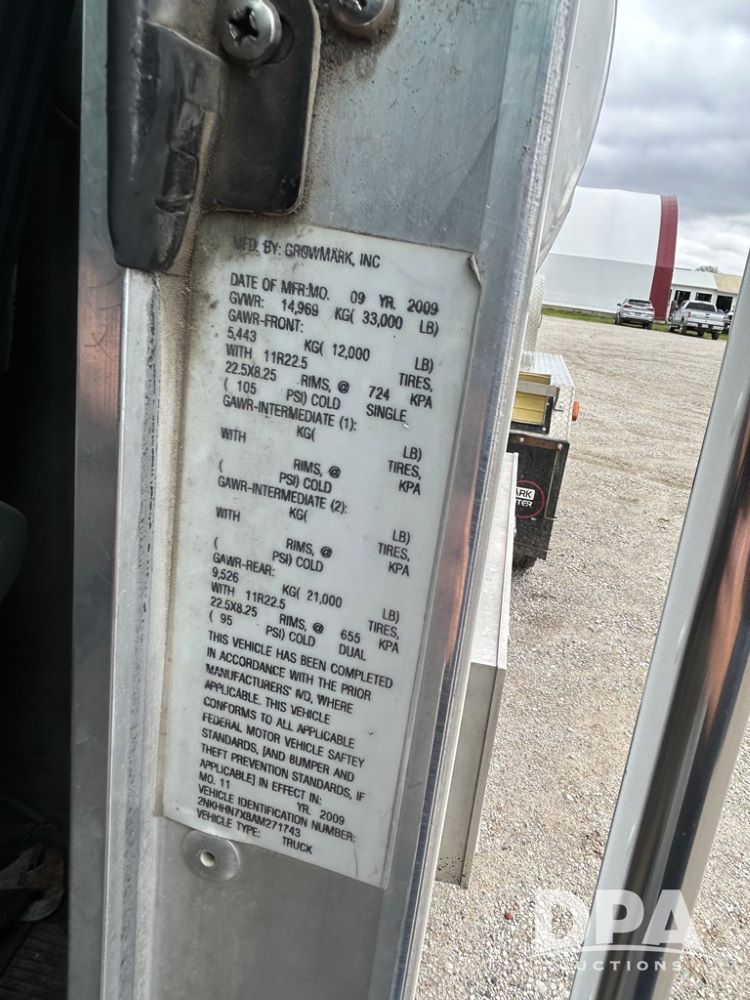 MFD. BY: GROWMARK, INC
DATE OF MFR:MO. 09 YR. 2009
GVWR: 14,969 KG( 33,000 LB)
GAWR-FRONT:
5,443 KG( 12,000 LB)
WITH 11R22.5 TIRES,
22.5X8.25 RIMS, @ 724 KPA
( 105 PSI) COLD SINGLE
GAWR-INTERMEDIATE (1):
KG( LB)
WITH TIRES,
RIMS, @ KPA
( PSI) COLD
GAWR-INTERMEDIATE (2):
KG( LB)
WITH TIRES,
RIMS, @ KPA
( PSI) COLD
GAWR-REAR:
9,526 KG( 21,000 LB)
WITH 11R22.5 TIRES,
22.5X8.25 RIMS, @ 655 KPA
( 95 PSI) COLD DUAL
THIS VEHICLE HAS BEEN COMPLETED
IN ACCORDANCE WITH THE PRIOR
MANUFACTURERS' IVD, WHERE
APPLICABLE. THIS VEHICLE
CONFORMS TO ALL APPLICABLE
FEDERAL MOTOR VEHICLE SAFTEY
STANDARDS, [AND BUMPER AND
THEFT PREVENTION STANDARDS, IF
APPLICABLE] IN EFFECT IN:
MO. 11 YR. 2009
VEHICLE IDENTIFICATION NUMBER:
2NKHHN7X8AM271743
VEHICLE TYPE: TRUCK
DPA
AUCTIONS